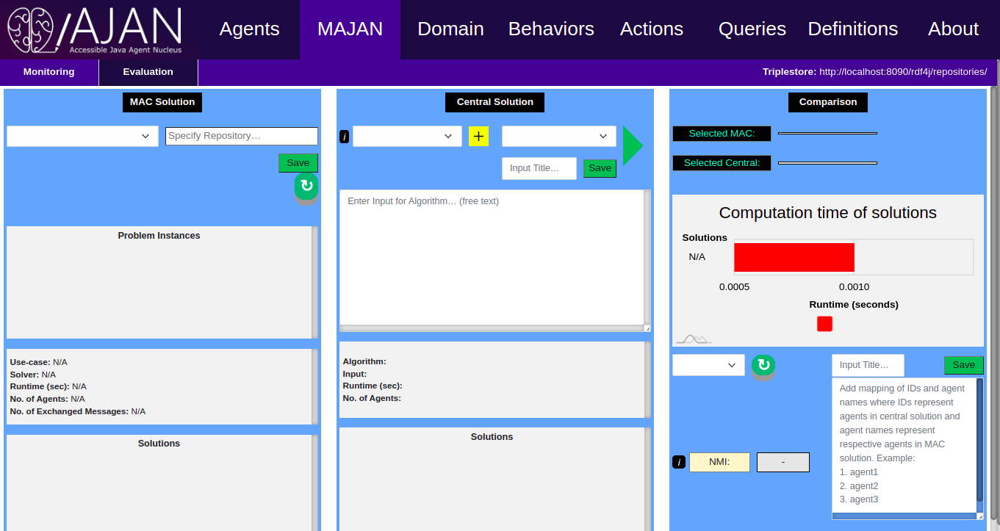 /AJAN
Accessible Java Agent Nucleus
Agents
MAJAN
Domain
Behaviors
Actions
Queries
Definitions
About
Monitoring
Evaluation
Triplestore: http://localhost:8090/rdf4j/repositories/
MAC Solution
Specify Repository…
Save
Problem Instances
Use-case: N/A
Solver: N/A
Runtime (sec): N/A
No. of Agents: N/A
No. of Exchanged Messages: N/A
Solutions
Central Solution
i
+
Input Title…
Save
Enter Input for Algorithm… (free text)
Algorithm:
Input:
Runtime (sec):
No. of Agents:
Solutions
Comparison
Selected MAC:
Selected Central:
Computation time of solutions
Solutions
N/A
0.0005
0.0010
Runtime (seconds)
Input Title…
Save
Add mapping of IDs and agent
names where IDs represent
agents in central solution and
agent names represent
respective agents in MAC
solution. Example:
1. agent1
2. agent2
3. agent3
i
NMI:
-